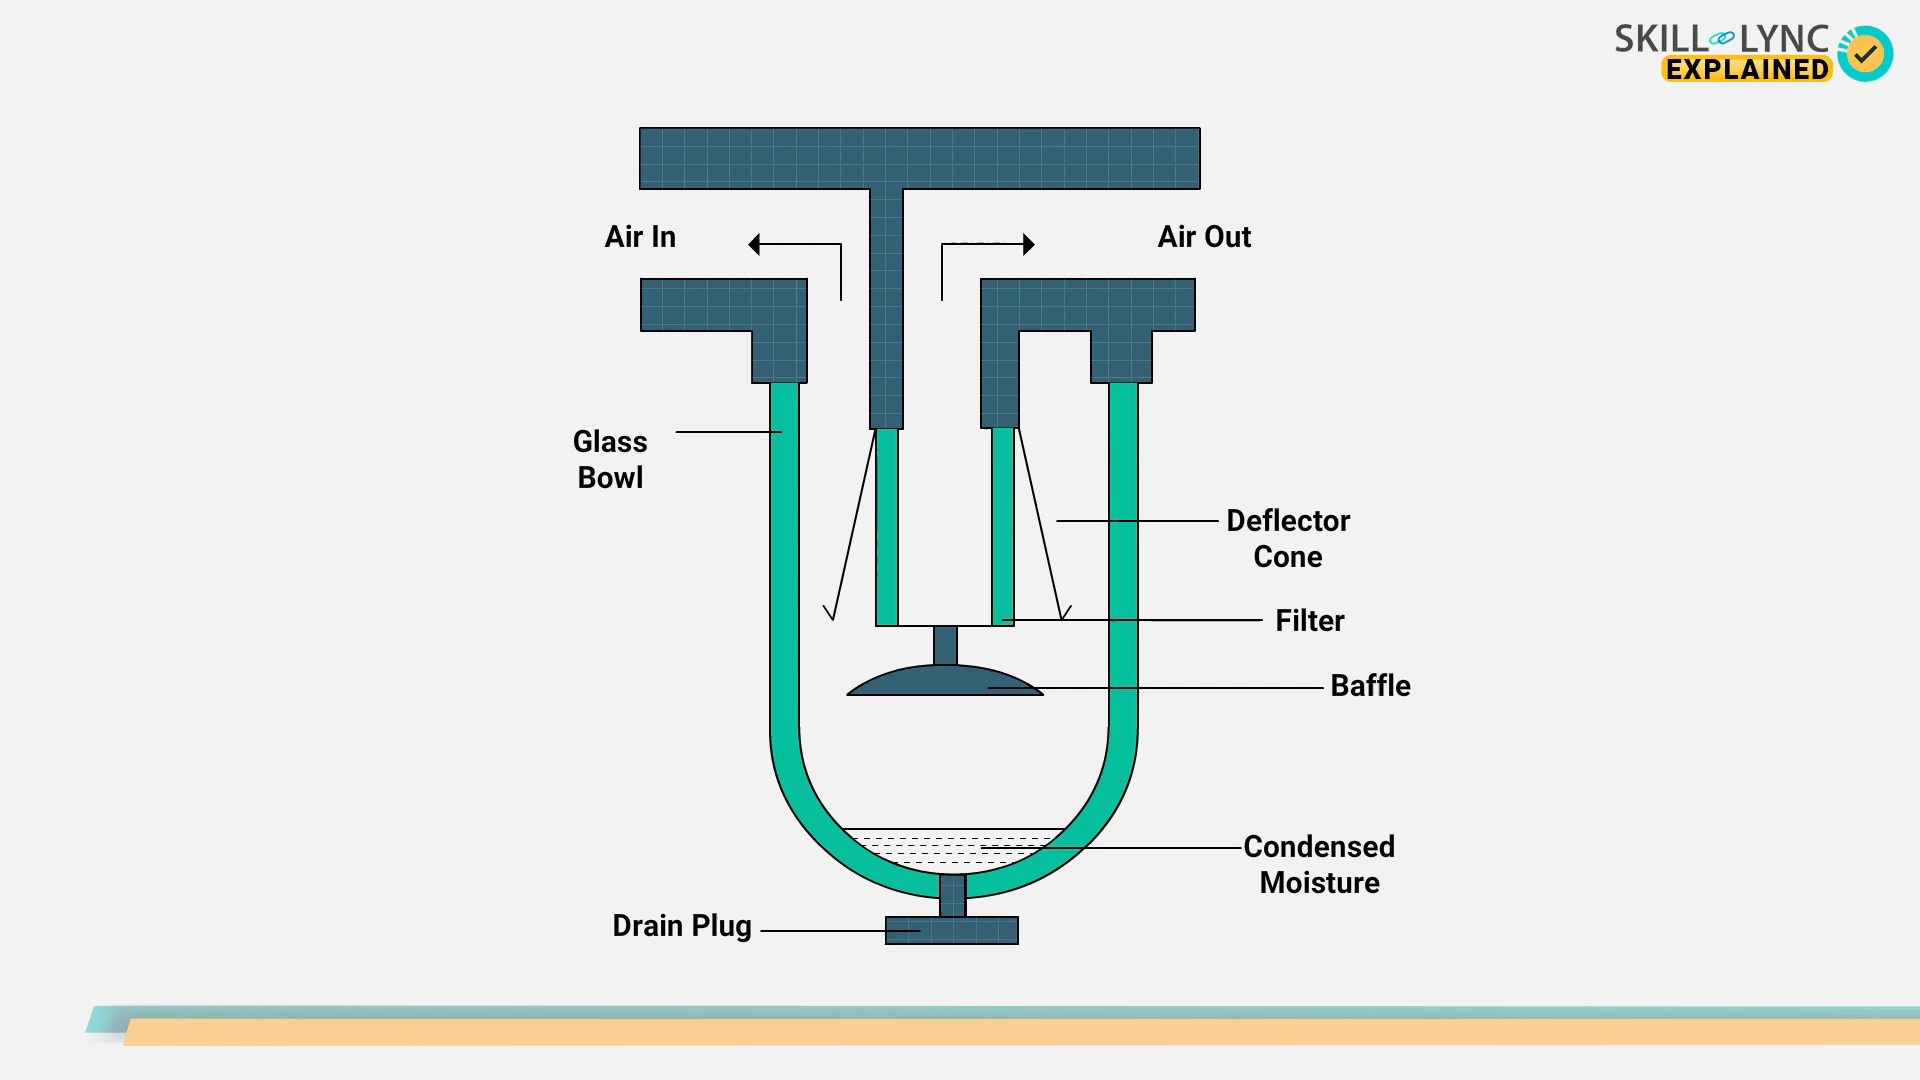 SKILL LYNC
EXPLAINED
Air In
Air Out
Glass
Bowl
Deflector
Cone
Filter
Baffle
Condensed
Moisture
Drain Plug